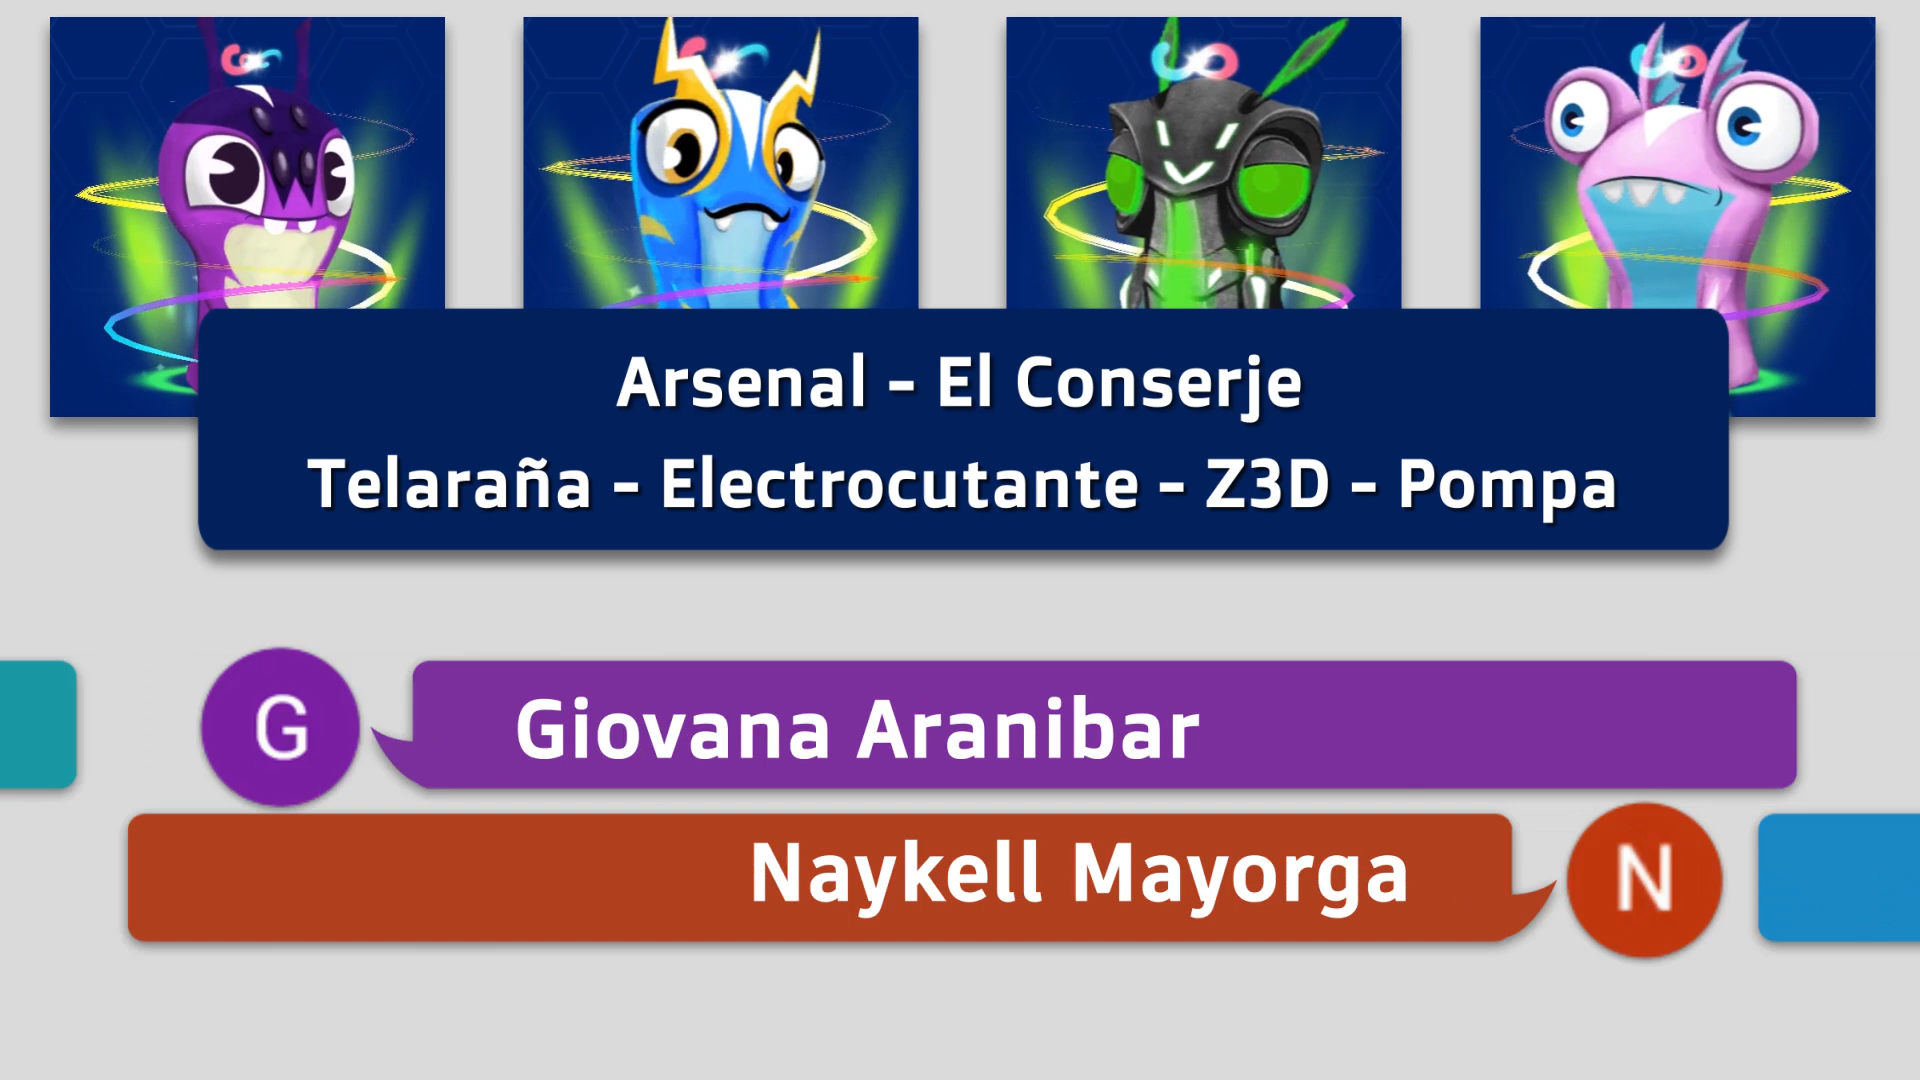 Arsenal - El Conserje
Telaraña - Electrocutante - Z3D - Pompa
G
Giovana Aranibar
Naykell Mayorga
N